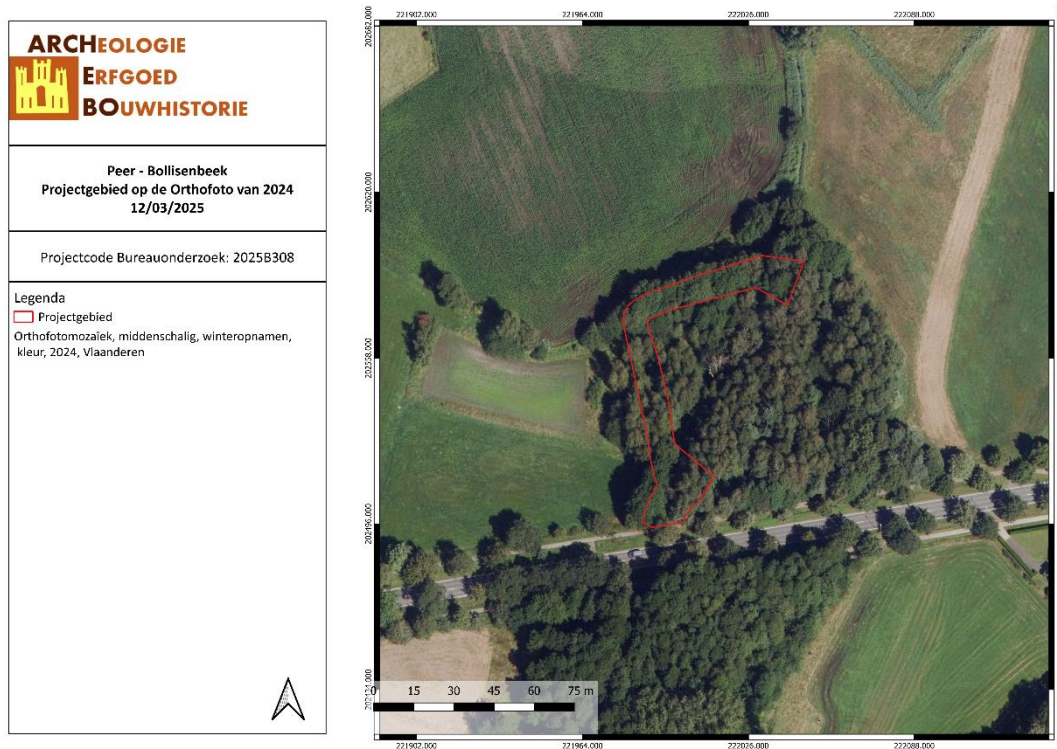 ARCHEOLOGIE
ERFGOED
BOUWHISTORIE
Peer - Bollisenbeek
Projectgebied op de Orthofoto van 2024
12/03/2025
Projectcode Bureauonderzoek: 2025B308
Legenda
Projectgebied
Orthofotomozaïek, middenschalig, winteropnamen,
kleur, 2024, Vlaanderen
221902.000 221964.000 222026.000 222088.000
202682.000
202620.000
202558.000
202496.000
0 15 30 45 60 75 m
221902.000 221964.000 222026.000 222088.000